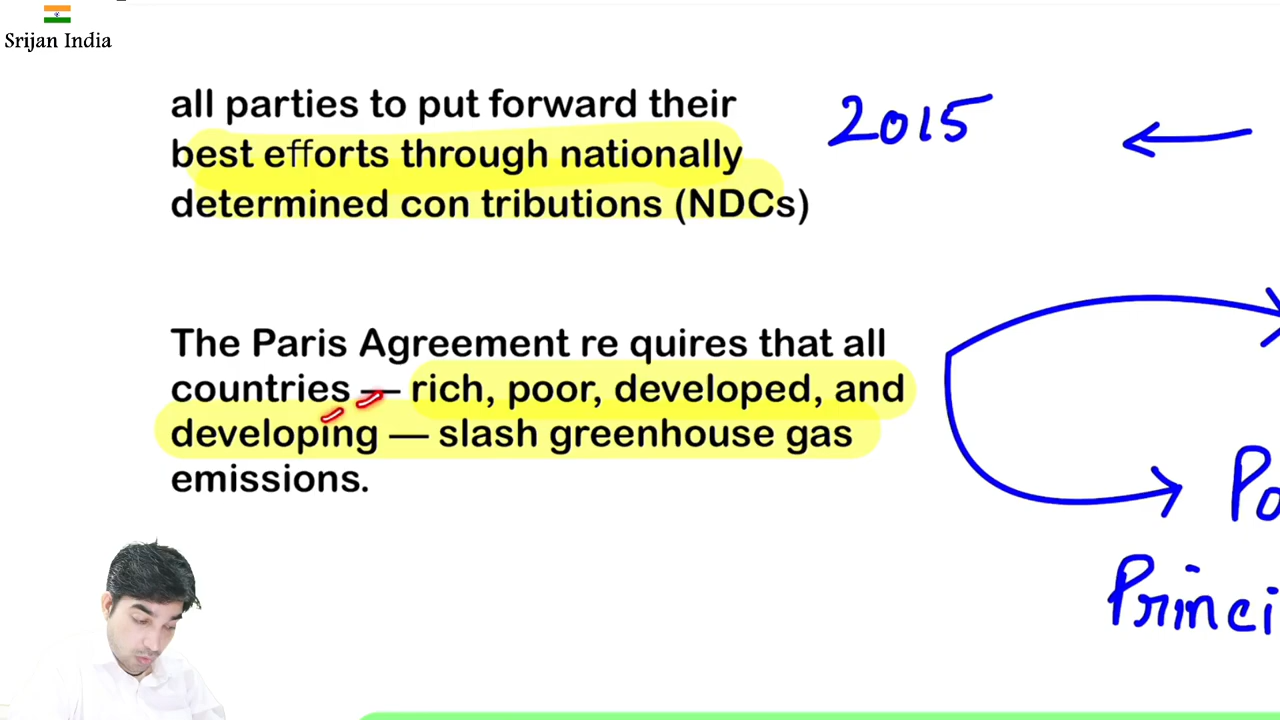 Srijan India
all parties to put forward their
best efforts through nationally
determined con tributions (NDCs)
2015
The Paris Agreement re quires that all
countries — rich, poor, developed, and
developing — slash greenhouse gas
emissions.